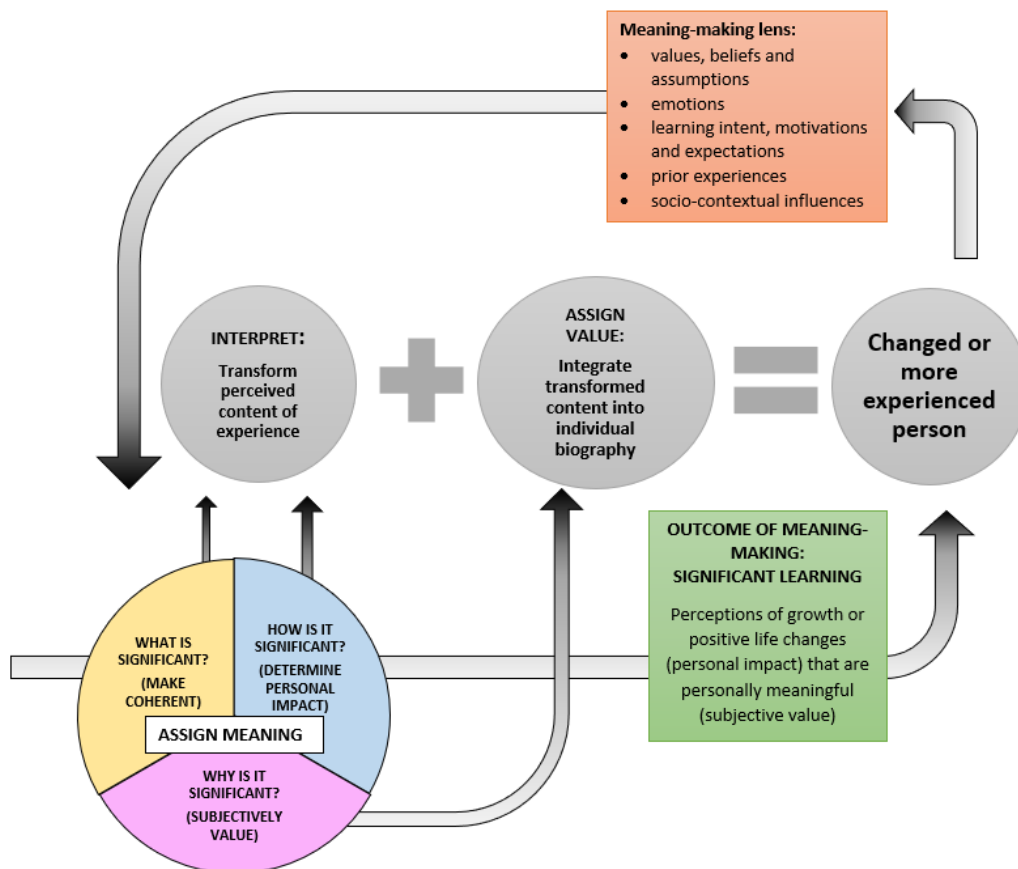 Meaning-making lens:
• values, beliefs and
assumptions
• emotions
• learning intent, motivations
and expectations
• prior experiences
• socio-contextual influences
INTERPRET:
Transform
perceived
content of
experience
ASSIGN
VALUE:
Integrate
transformed
content into
individual
biography
Changed or
more
experienced
person
WHAT IS
SIGNIFICANT?
(MAKE
COHERENT)
HOW IS IT
SIGNIFICANT?
(DETERMINE
PERSONAL
IMPACT)
ASSIGN MEANING
WHY IS IT
SIGNIFICANT?
(SUBJECTIVELY
VALUE)
OUTCOME OF MEANING-
MAKING:
SIGNIFICANT LEARNING
Perceptions of growth or
positive life changes
(personal impact) that are
personally meaningful
(subjective value)